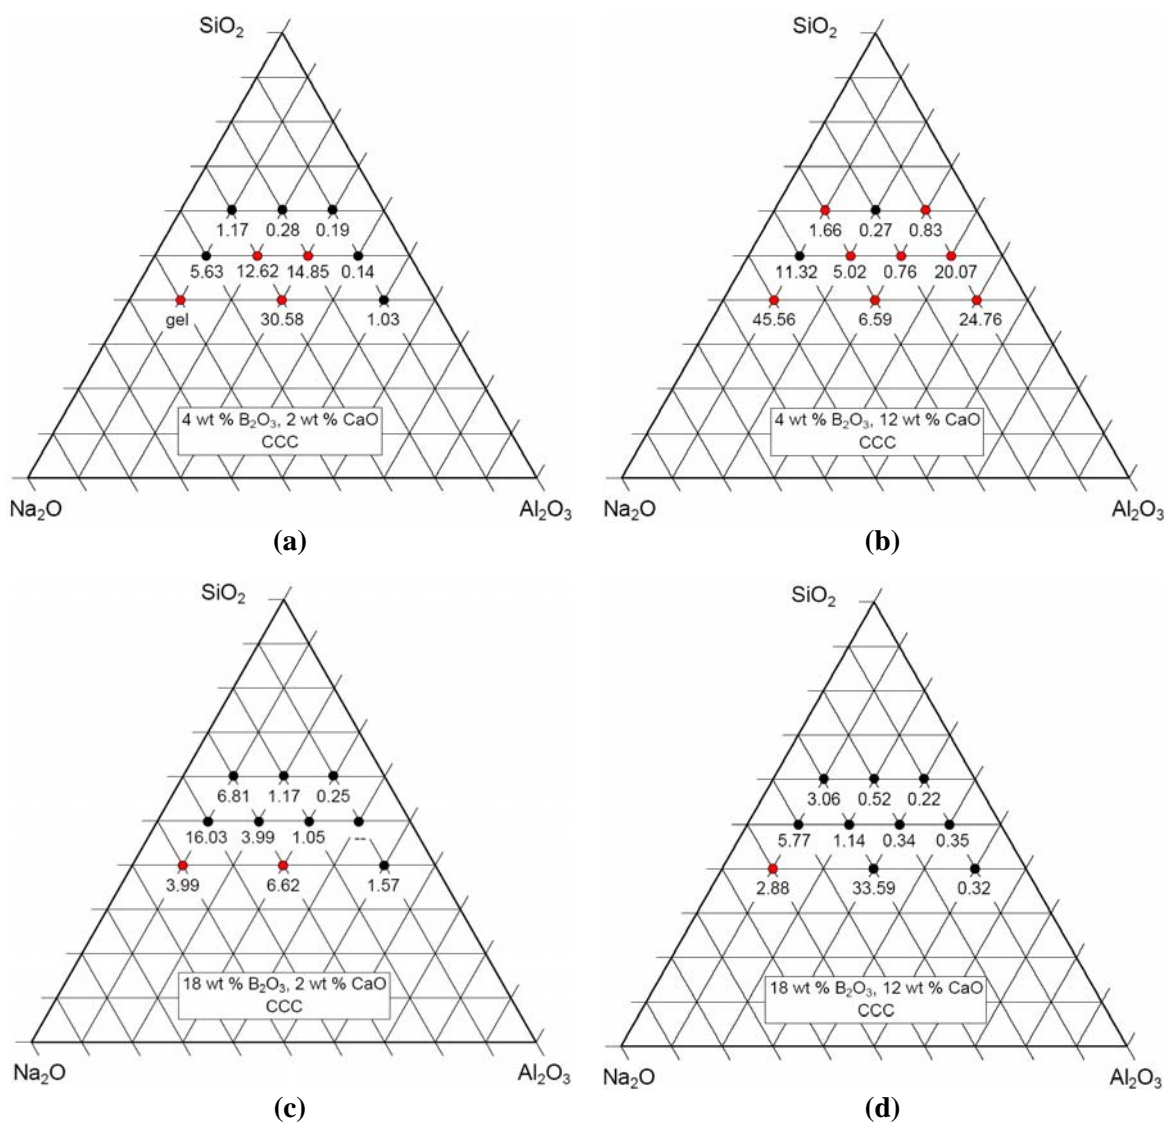 SiO₂
1.17 0.28 0.19
5.63 12.62 14.85 0.14
gel 30.58 1.03
4 wt % B₂O₃, 2 wt % CaO
CCC
Na₂O Al₂O₃
(a)
SiO₂
1.66 0.27 0.83
11.32 5.02 0.76 20.07
45.56 6.59 24.76
4 wt % B₂O₃, 12 wt % CaO
CCC
Na₂O Al₂O₃
(b)
SiO₂
6.81 1.17 0.25
16.03 3.99 1.05 --
3.99 6.62 1.57
18 wt % B₂O₃, 2 wt % CaO
CCC
Na₂O Al₂O₃
(c)
SiO₂
3.06 0.52 0.22
5.77 1.14 0.34 0.35
2.88 33.59 0.32
18 wt % B₂O₃, 12 wt % CaO
CCC
Na₂O Al₂O₃
(d)